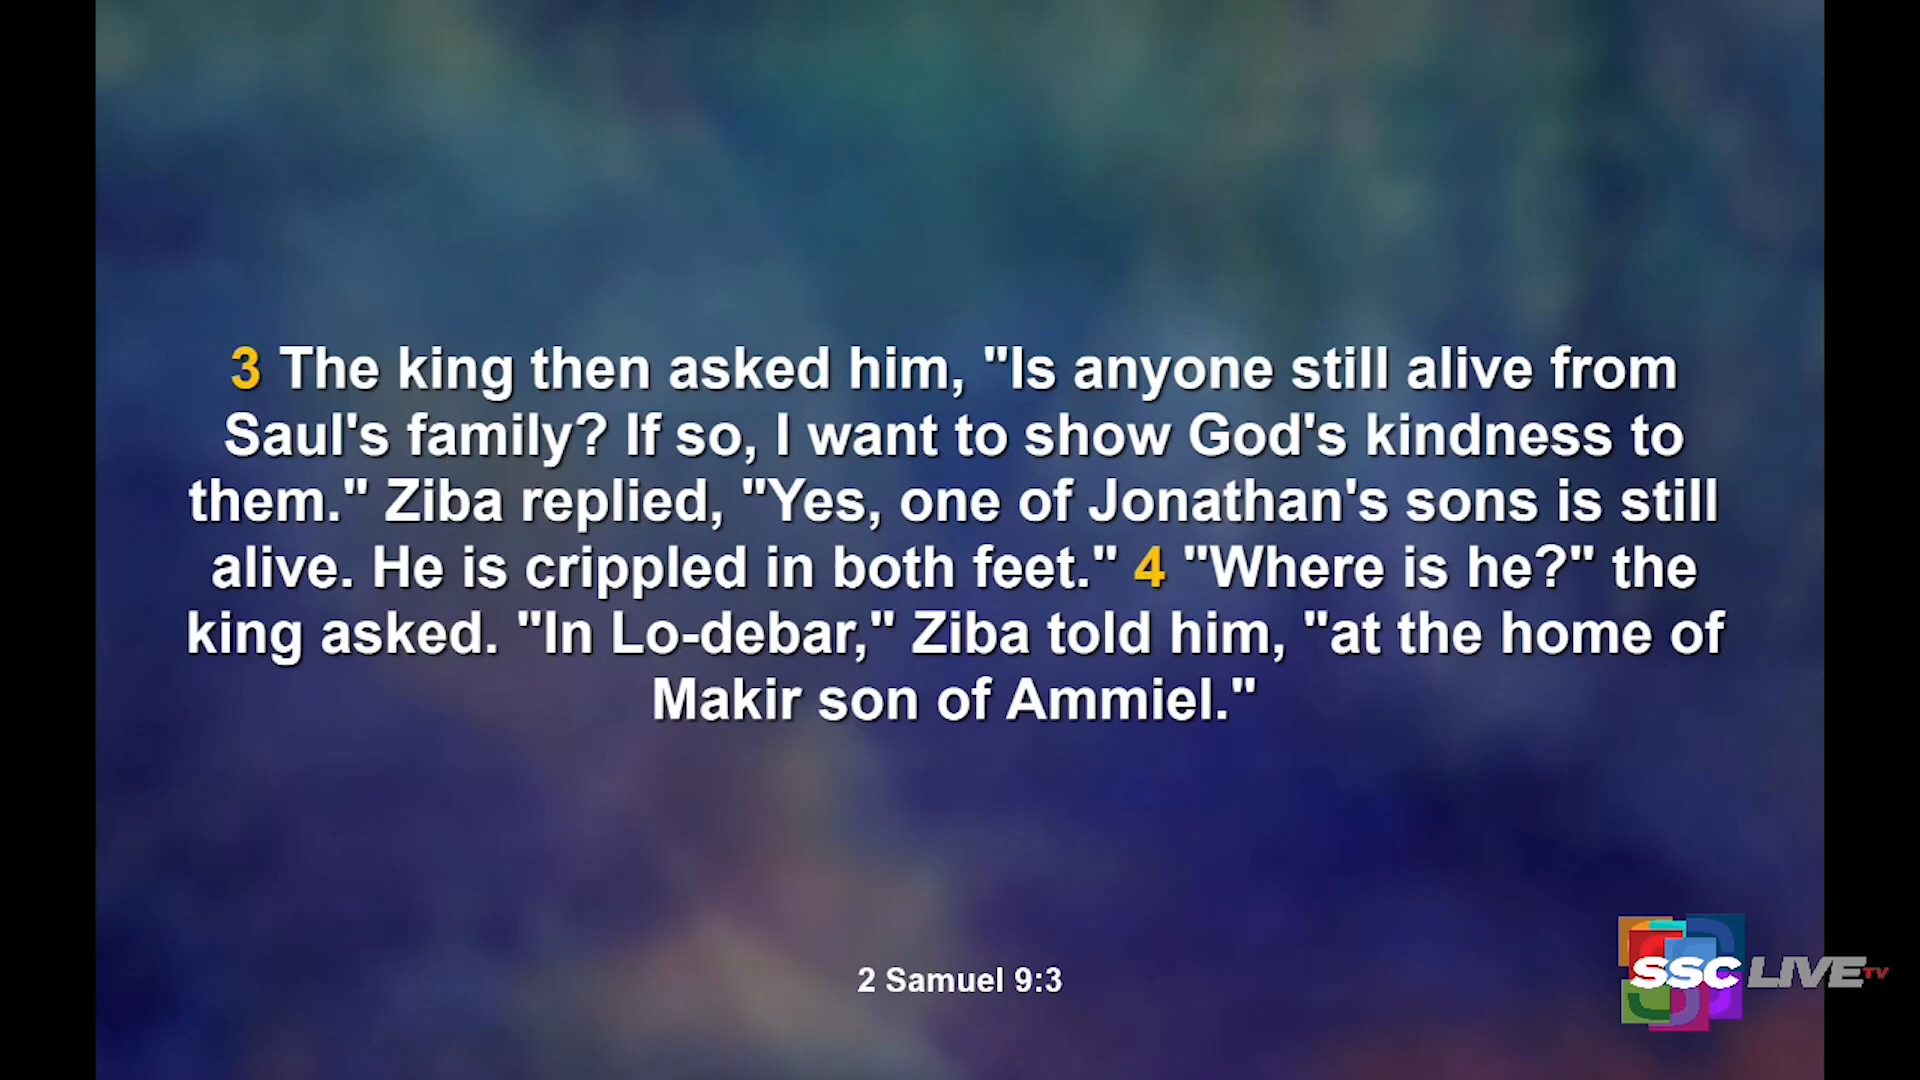 3 The king then asked him, "Is anyone still alive from
Saul's family? If so, I want to show God's kindness to
them." Ziba replied, "Yes, one of Jonathan's sons is still
alive. He is crippled in both feet." 4 "Where is he?" the
king asked. "In Lo-debar," Ziba told him, "at the home of
Makir son of Ammiel."
2 Samuel 9:3
SSC LIVE TV